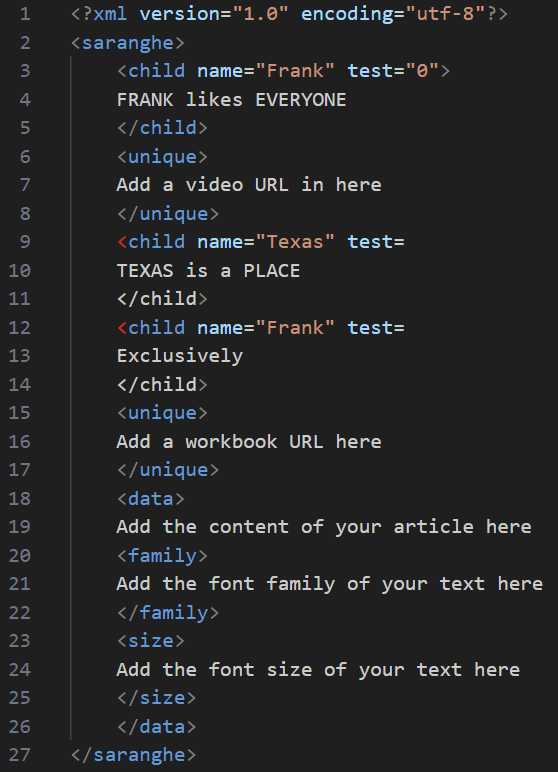 1 <?xml version="1.0" encoding="utf-8"?>
2 <saranghe>
3 <child name="Frank" test="0">
4 FRANK likes EVERYONE
5 </child>
6 <unique>
7 Add a video URL in here
8 </unique>
9 <child name="Texas" test=
10 TEXAS is a PLACE
11 </child>
12 <child name="Frank" test=
13 Exclusively
14 </child>
15 <unique>
16 Add a workbook URL here
17 </unique>
18 <data>
19 Add the content of your article here
20 <family>
21 Add the font family of your text here
22 </family>
23 <size>
24 Add the font size of your text here
25 </size>
26 </data>
27 </saranghe>